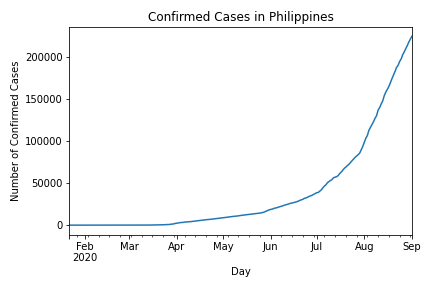 Confirmed Cases in Philippines
Number of Confirmed Cases
200000
150000
100000
50000
0
Feb Mar Apr May Jun Jul Aug Sep
2020
Day